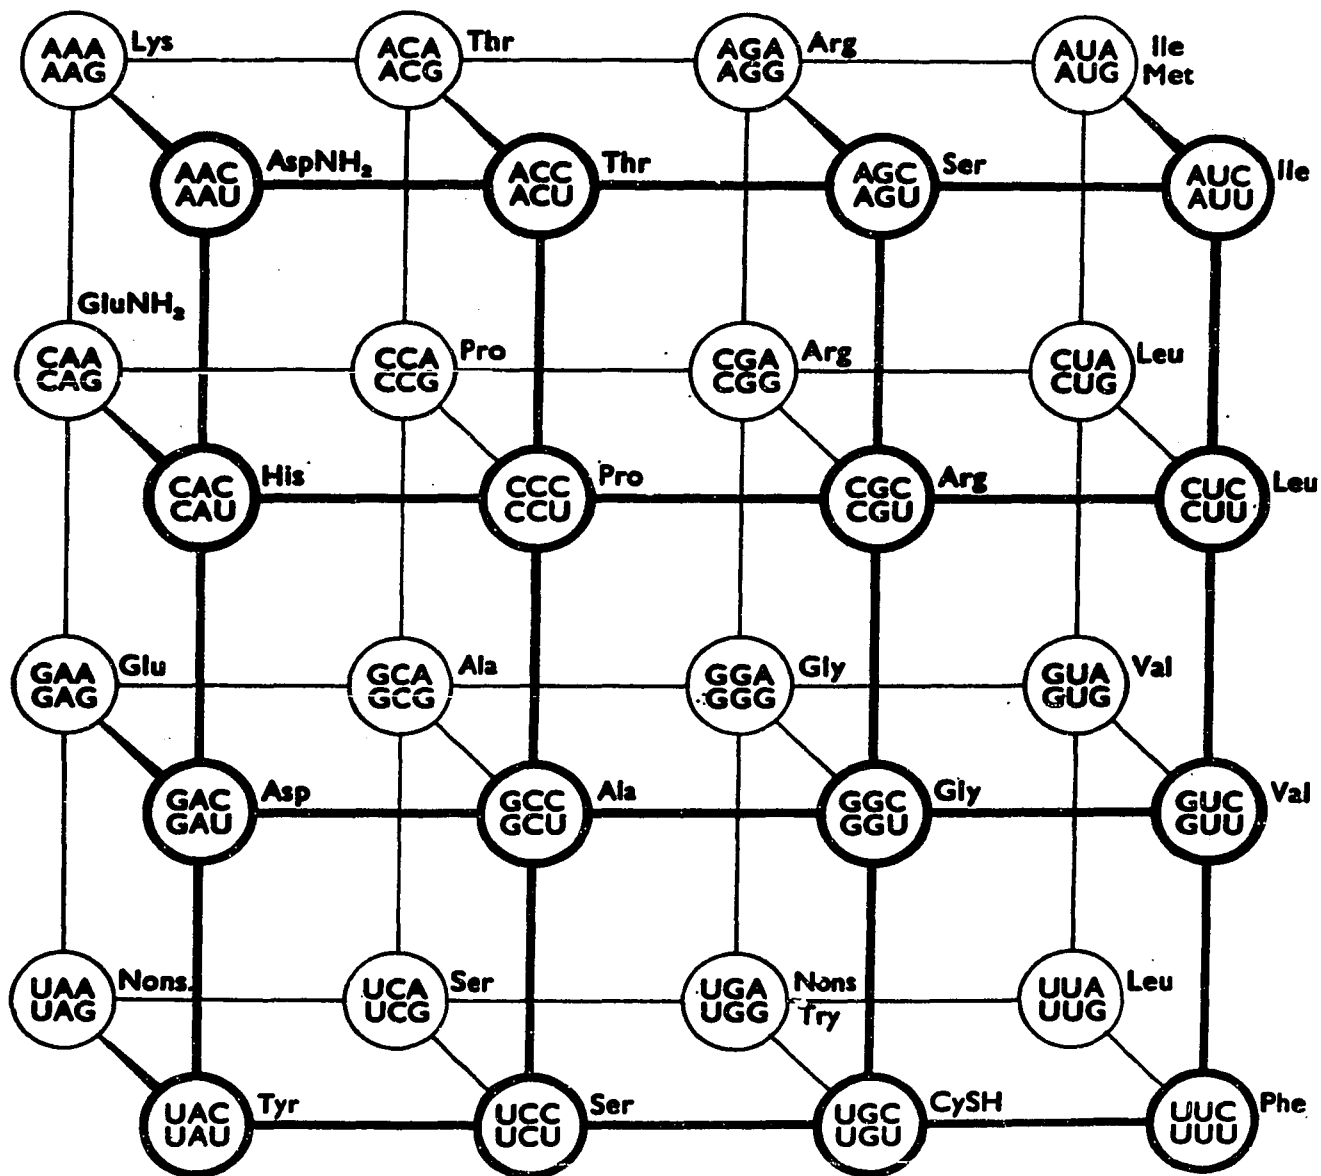 AAA Lys
AAG
ACA Thr
ACG
AGA Arg
AGG
AUA Ile
AUG Met
AAC AspNH₂
AAU
ACC Thr
ACU
AGC Ser
AGU
AUC Ile
AUU
GluNH₂
CAA
CAG
CCA Pro
CCG
CGA Arg
CGG
CUA Leu
CUG
CAC His
CAU
CCC Pro
CCU
CGC Arg
CGU
CUC Leu
CUU
GAA Glu
GAG
GCA Ala
GCG
GGA Gly
GGG
GUA Val
GUG
GAC Asp
GAU
GCC Ala
GCU
GGC Gly
GGU
GUC Val
GUU
UAA Nons.
UAG
UCA Ser
UCG
UGA Nons
UGG Try
UUA Leu
UUG
UAC Tyr
UAU
UCC Ser
UCU
UGC CySH
UGU
UUC Phe
UUU